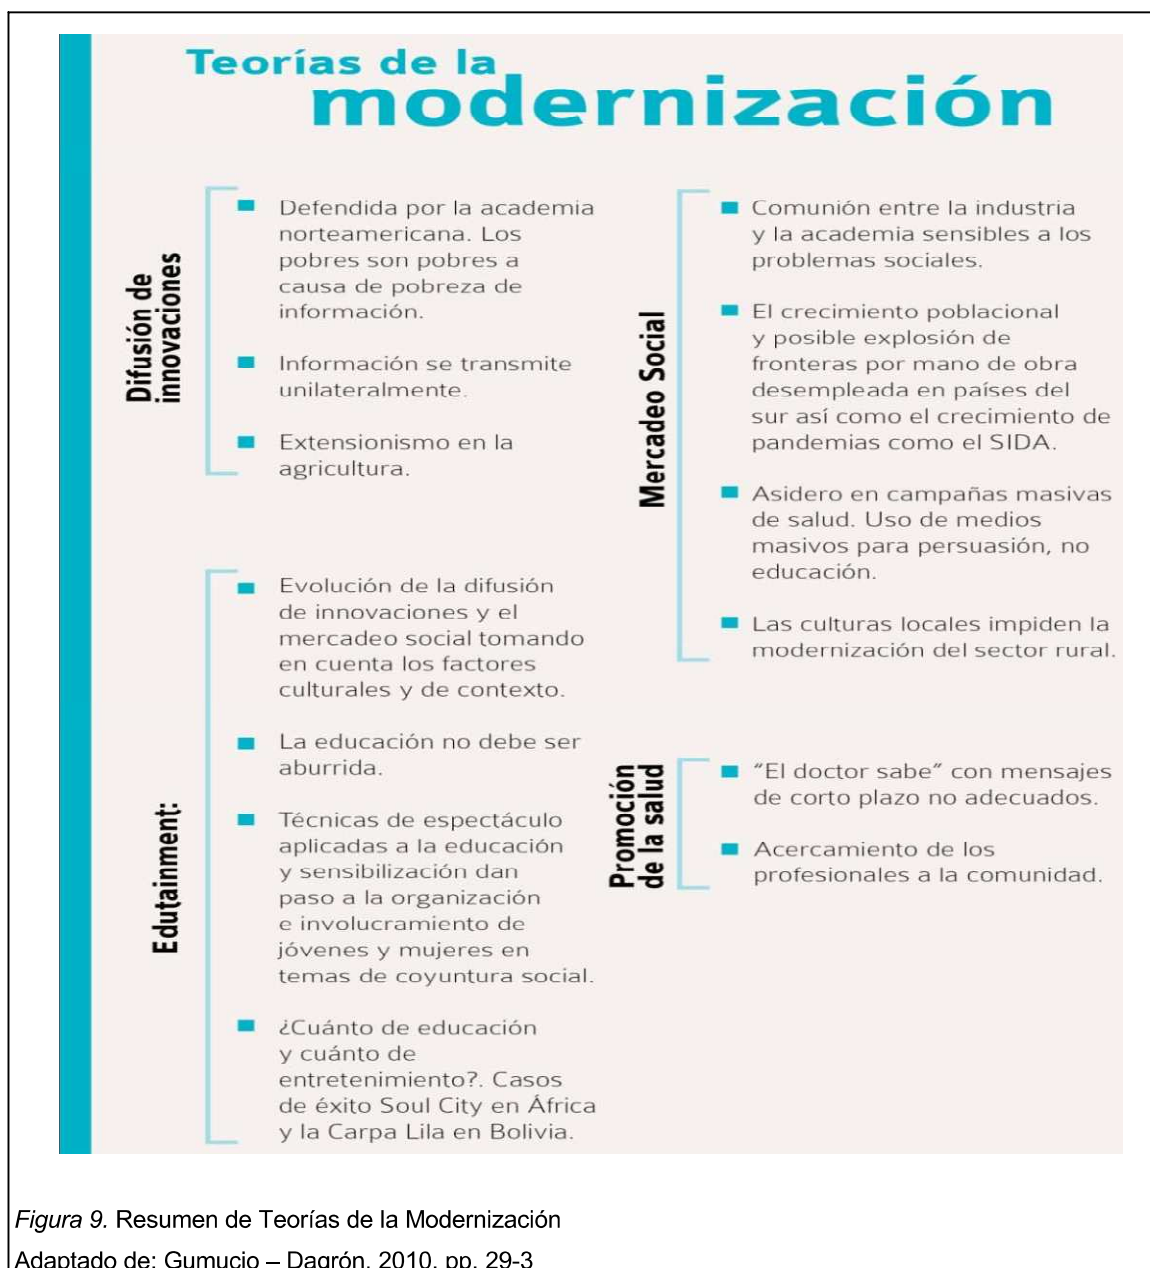 Teorías de la
modernización
Difusión de
innovaciones
Defendida por la academia
norteamericana. Los
pobres son pobres a
causa de pobreza de
información.
Información se transmite
unilateralmente.
Extensionismo en la
agricultura.
Edutainment:
Evolución de la difusión
de innovaciones y el
mercadeo social tomando
en cuenta los factores
culturales y de contexto.
La educación no debe ser
aburrida.
Técnicas de espectáculo
aplicadas a la educación
y sensibilización dan
paso a la organización
e involucramiento de
jóvenes y mujeres en
temas de coyuntura social.
¿Cuánto de educación
y cuánto de
entretenimiento?. Casos
de éxito Soul City en África
y la Carpa Lila en Bolivia.
Mercadeo Social
Comunión entre la industria
y la academia sensibles a los
problemas sociales.
El crecimiento poblacional
y posible explosión de
fronteras por mano de obra
desempleada en países del
sur así como el crecimiento de
pandemias como el SIDA.
Asidero en campañas masivas
de salud. Uso de medios
masivos para persuasión, no
educación.
Las culturas locales impiden la
modernización del sector rural.
Promoción
de la salud
“El doctor sabe” con mensajes
de corto plazo no adecuados.
Acercamiento de los
profesionales a la comunidad.
Figura 9. Resumen de Teorías de la Modernización
Adaptado de: Gumucio – Dagrón, 2010, pp. 29-3